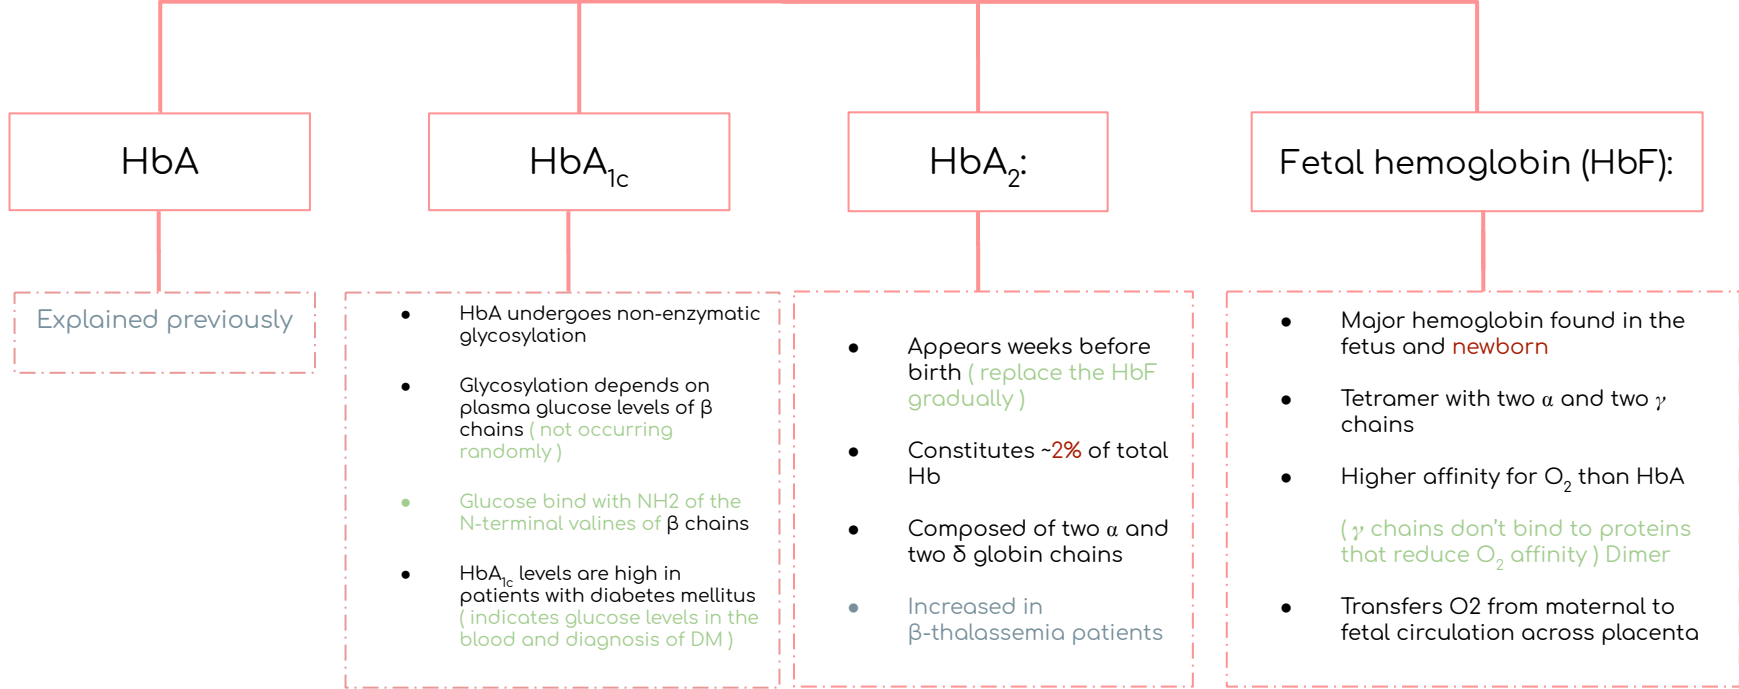 HbA
Explained previously
HbA1c
● HbA undergoes non-enzymatic
glycosylation
● Glycosylation depends on
plasma glucose levels of β
chains ( not occurring
randomly )
● Glucose bind with NH2 of the
N-terminal valines of β chains
● HbA1c levels are high in
patients with diabetes mellitus
( indicates glucose levels in the
blood and diagnosis of DM )
HbA2:
● Appears weeks before
birth ( replace the HbF
gradually )
● Constitutes ~2% of total
Hb
● Composed of two α and
two δ globin chains
● Increased in
β-thalassemia patients
Fetal hemoglobin (HbF):
● Major hemoglobin found in the
fetus and newborn
● Tetramer with two α and two γ
chains
● Higher affinity for O2 than HbA
( γ chains don't bind to proteins
that reduce O2 affinity ) Dimer
● Transfers O2 from maternal to
fetal circulation across placenta